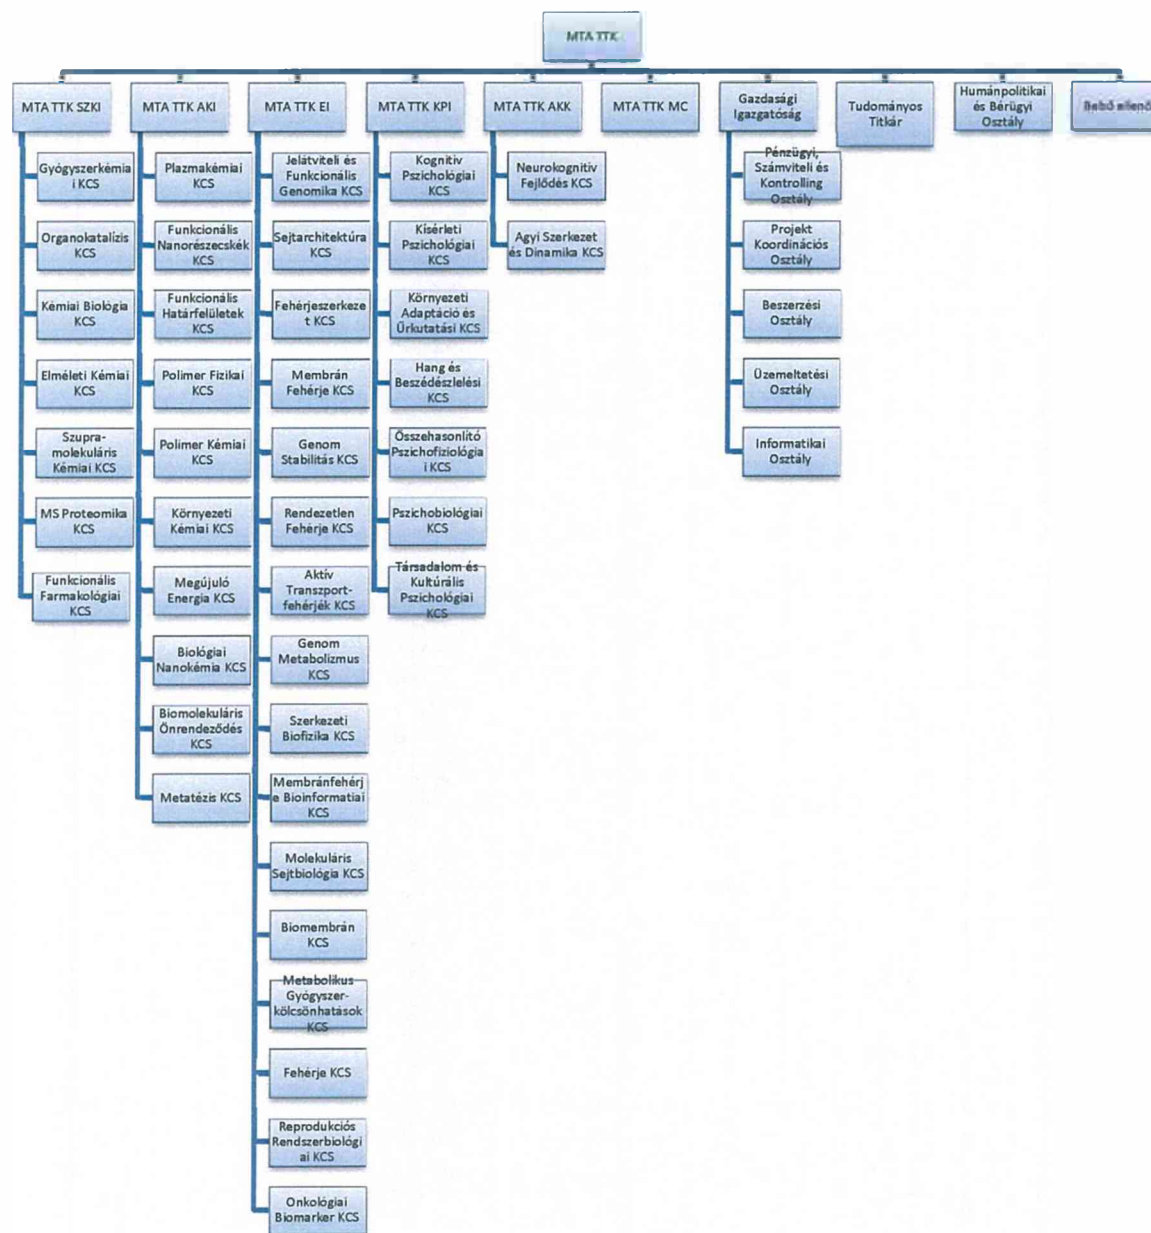 MTA TTK
MTA TTK SZKI
MTA TTK AKI
MTA TTK EI
MTA TTK KPI
MTA TTK AKK
MTA TTK MC
Gazdasági
Igazgatóság
Tudományos
Titkár
Humánpolitikai
és Bérügyi
Osztály
Gyógyszerkémia
i KCS
Organokatalízis
KCS
Kémiai Biológia
KCS
Elméleti Kémiai
KCS
Szupra-
molekuláris
Kémiai KCS
MS Proteomika
KCS
Funkcionális
Farmakológiai
KCS
Plazmakémiai
KCS
Funkcionális
Nanorészecskék
KCS
Funkcionális
Határfelületek
KCS
Polimer Fizikai
KCS
Polimer Kémiai
KCS
Környezeti
Kémiai KCS
Megújuló
Energia KCS
Biológiai
Nanokémia KCS
Biomolekuláris
Önrendeződés
KCS
Metatézis KCS
Jelátviteli és
Funkcionális
Genomika KCS
Sejtarchitektúra
KCS
Fehérjeszerkeze
t KCS
Membrán
Fehérje KCS
Genom
Stabilitás KCS
Rendezetlen
Fehérje KCS
Aktív
Transzport-
fehérjék KCS
Genom
Metabolizmus
KCS
Szerkezeti
Biofizika KCS
Membránfehérj
e Bioinformatiai
KCS
Molekuláris
Sejtbiológia KCS
Biomembrán
KCS
Metabolikus
Gyógyszer-
kölcsönhatások
KCS
Fehérje KCS
Reprodukciós
Rendszerbiológi
ai KCS
Onkológiai
Biomarker KCS
Kognitiv
Pszichológiai
KCS
Kísérleti
Pszichológiai
KCS
Környezeti
Adaptáció és
Űrkutatási KCS
Hang és
Beszédészlelési
KCS
Összehasonlító
Pszichofiziológia
i KCS
Pszichobiológiai
KCS
Társadalom és
Kultúrális
Pszichológiai
KCS
Neurokognitiv
Fejlődés KCS
Agyi Szerkezet
és Dinamika KCS
Pénzügyi,
Számviteli és
Kontrolling
Osztály
Projekt
Koordinációs
Osztály
Beszerzési
Osztály
Üzemeltetési
Osztály
Informatikai
Osztály